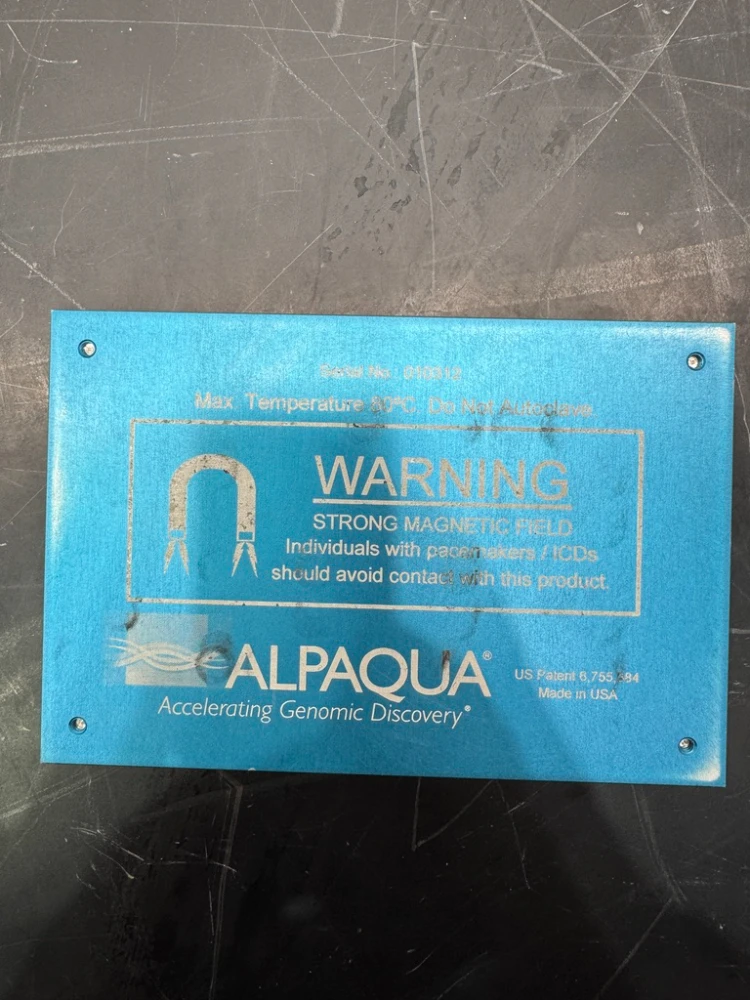 Serial No.
Max. Temperature 80°C. Do Not Autoclave
WARNING
STRONG MAGNETIC FIELD
Individuals with pacemakers / ICDs
should avoid contact with this product.
ALPAQUA®
Accelerating Genomic Discovery®
US Patent
Made in USA